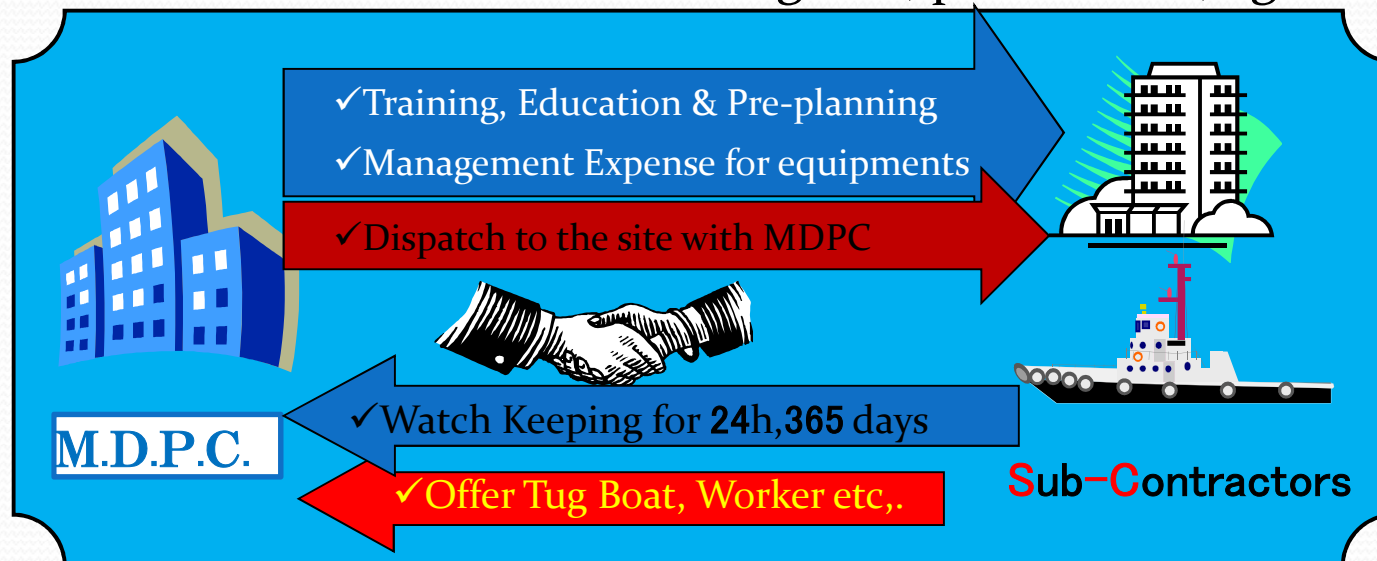 ✓Training, Education & Pre-planning
✓Management Expense for equipments
✓Dispatch to the site with MDPC
✓Watch Keeping for 24h,365 days
M.D.P.C.
✓Offer Tug Boat, Worker etc,.
Sub-Contractors